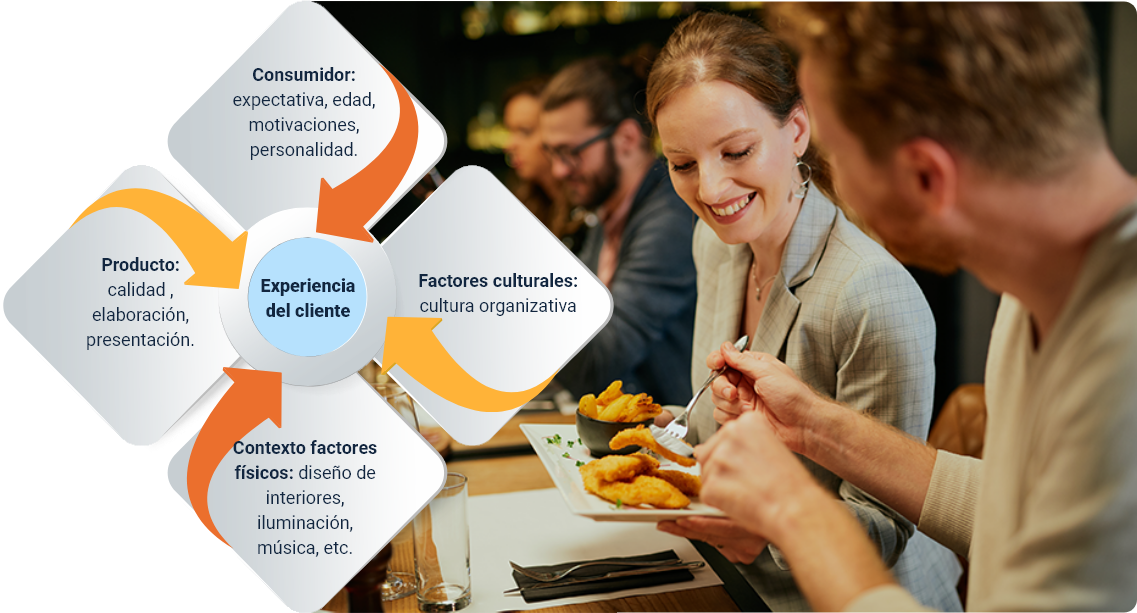 Consumidor:
expectativa, edad,
motivaciones,
personalidad.
Producto:
calidad ,
elaboración,
presentación.
Experiencia
del cliente
Factores culturales:
cultura organizativa
Contexto factores
físicos: diseño de
interiores,
iluminación,
música, etc.